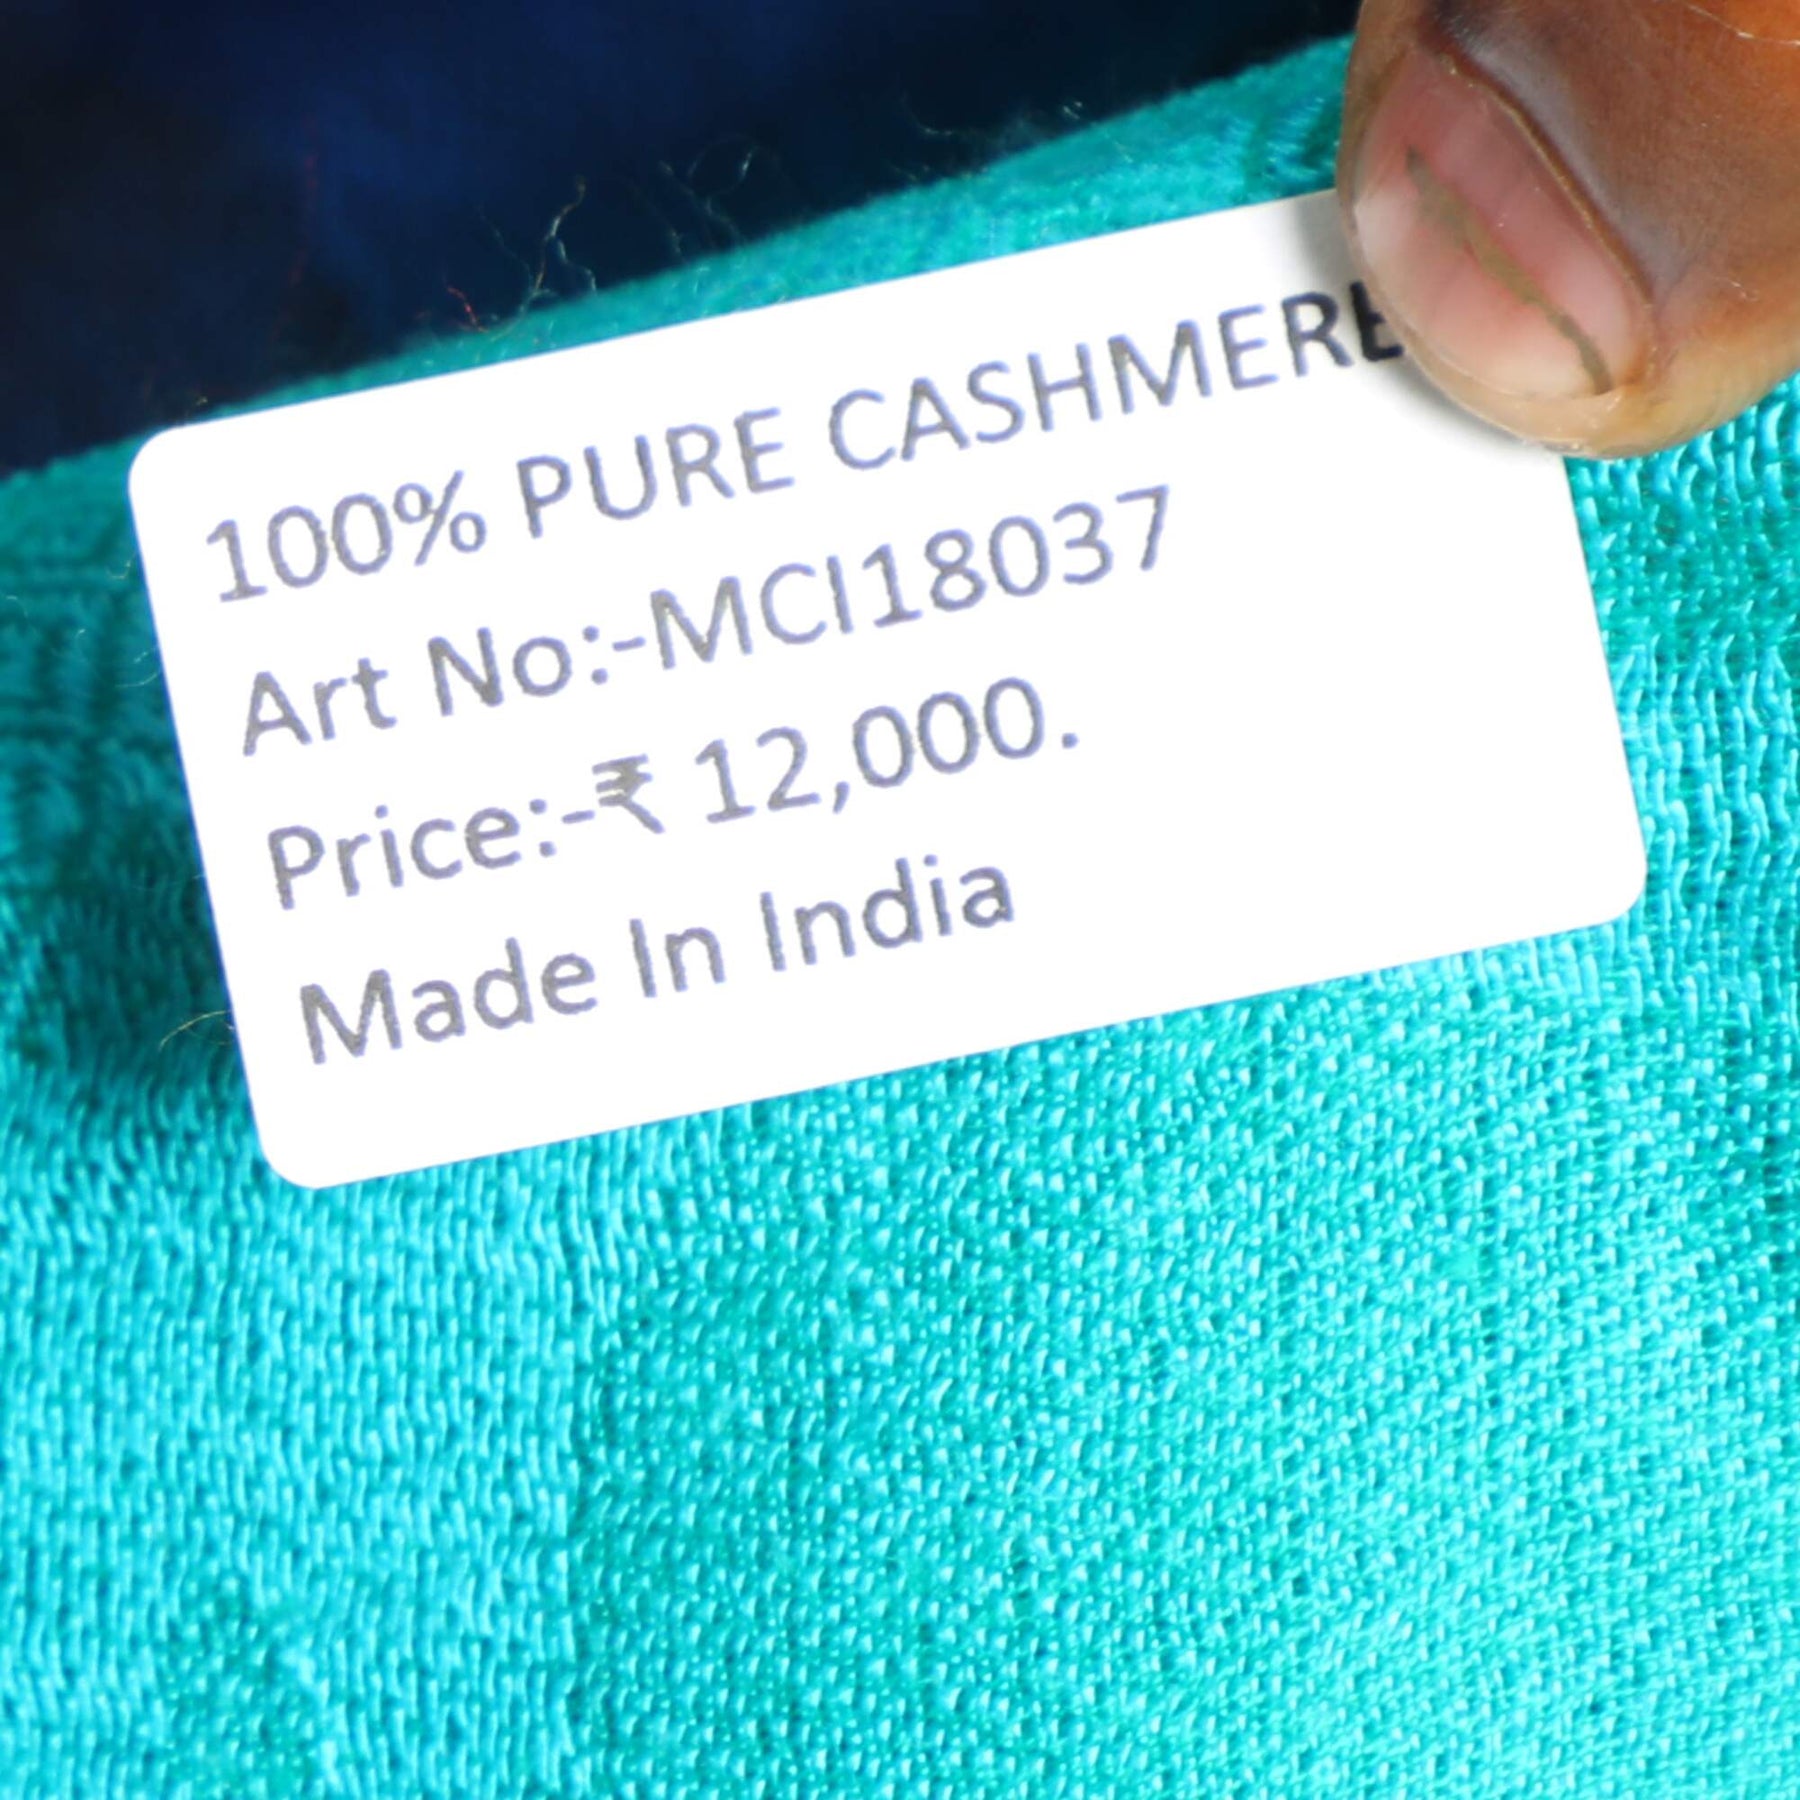 100% PURE CASHMERE
Art No:-MCI18037
Price:-₹ 12,000.
Made In India